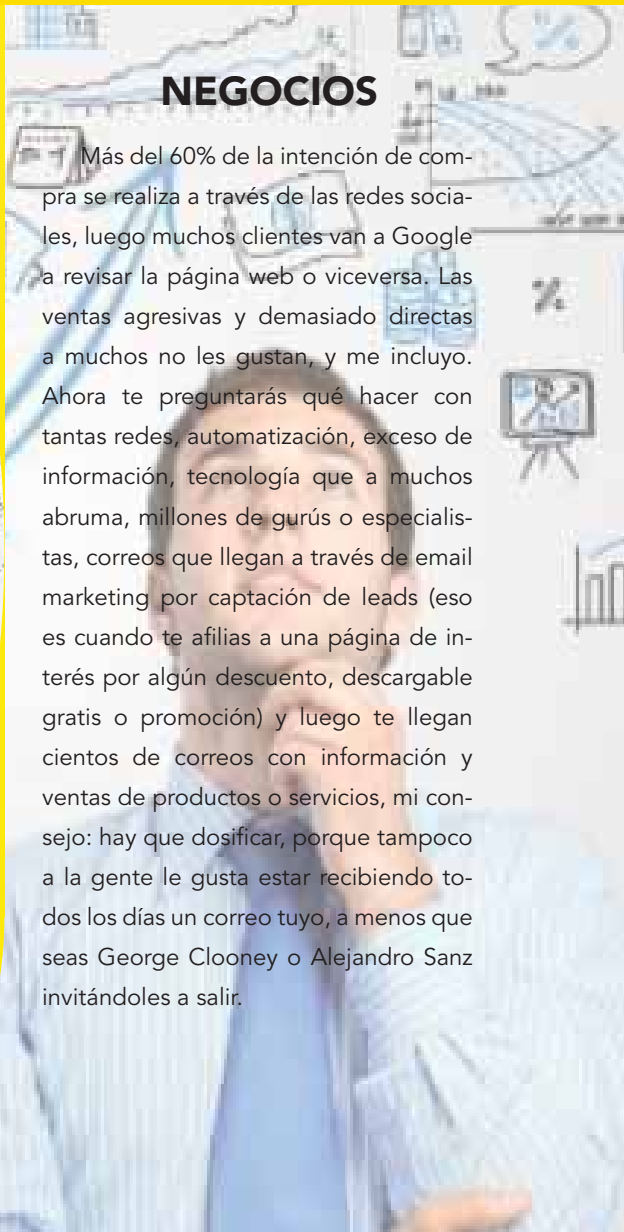 NEGOCIOS
Más del 60% de la intención de com-
pra se realiza a través de las redes socia-
les, luego muchos clientes van a Google
a revisar la página web o viceversa. Las
ventas agresivas y demasiado directas
a muchos no les gustan, y me incluyo.
Ahora te preguntarás qué hacer con
tantas redes, automatización, exceso de
información, tecnología que a muchos
abruma, millones de gurús o especialis-
tas, correos que llegan a través de email
marketing por captación de leads (eso
es cuando te afilias a una página de in-
terés por algún descuento, descargable
gratis o promoción) y luego te llegan
cientos de correos con información y
ventas de productos o servicios, mi con-
sejo: hay que dosificar, porque tampoco
a la gente le gusta estar recibiendo to-
dos los días un correo tuyo, a menos que
seas George Clooney o Alejandro Sanz
invitándoles a salir.